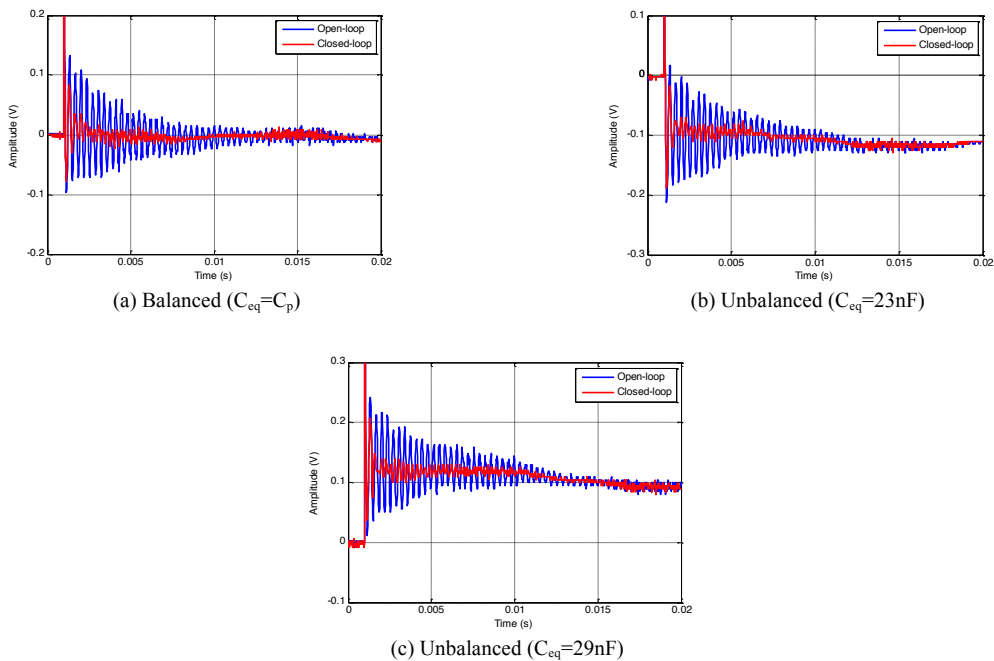 Open-loop
Closed-loop
0.1
0
-0.1
-0.2
Amplitude (V)
0 0.005 0.01 0.015 0.02
Time (s)
(a) Balanced (Ceq=Cp)
Open-loop
Closed-loop
0.1
0
-0.1
-0.2
-0.3
Amplitude (V)
0 0.005 0.01 0.015 0.02
Time (s)
(b) Unbalanced (Ceq=23nF)
Open-loop
Closed-loop
0.3
0.2
0.1
0
-0.1
Amplitude (V)
0 0.005 0.01 0.015 0.02
Time (s)
(c) Unbalanced (Ceq=29nF)